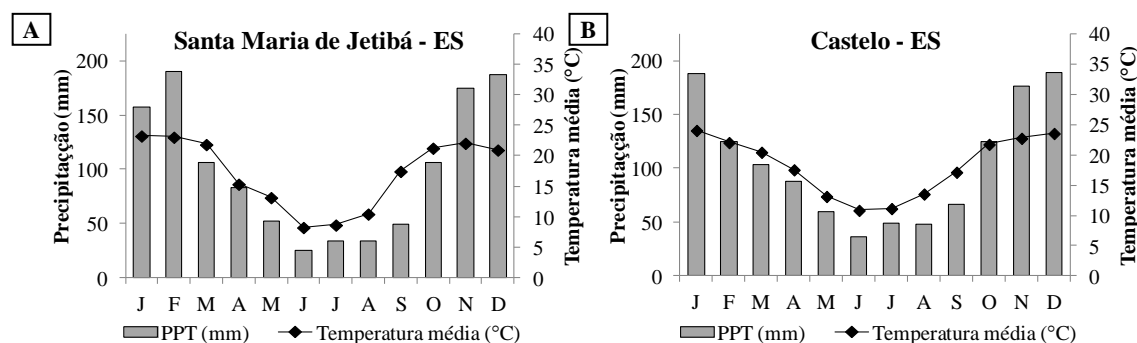 A
Santa Maria de Jetibá - ES
Precipitaçção (mm)
200
150
100
50
0
40
35
30
25
20
15
10
5
0
Temperatura média (°C)
J F M A M J J A S O N D
PPT (mm) Temperatura média (°C)
B
Castelo - ES
Precipitaçção (mm)
200
150
100
50
0
40
35
30
25
20
15
10
5
0
Temperatura média (°C)
J F M A M J J A S O N D
PPT (mm) Temperatura média (°C)